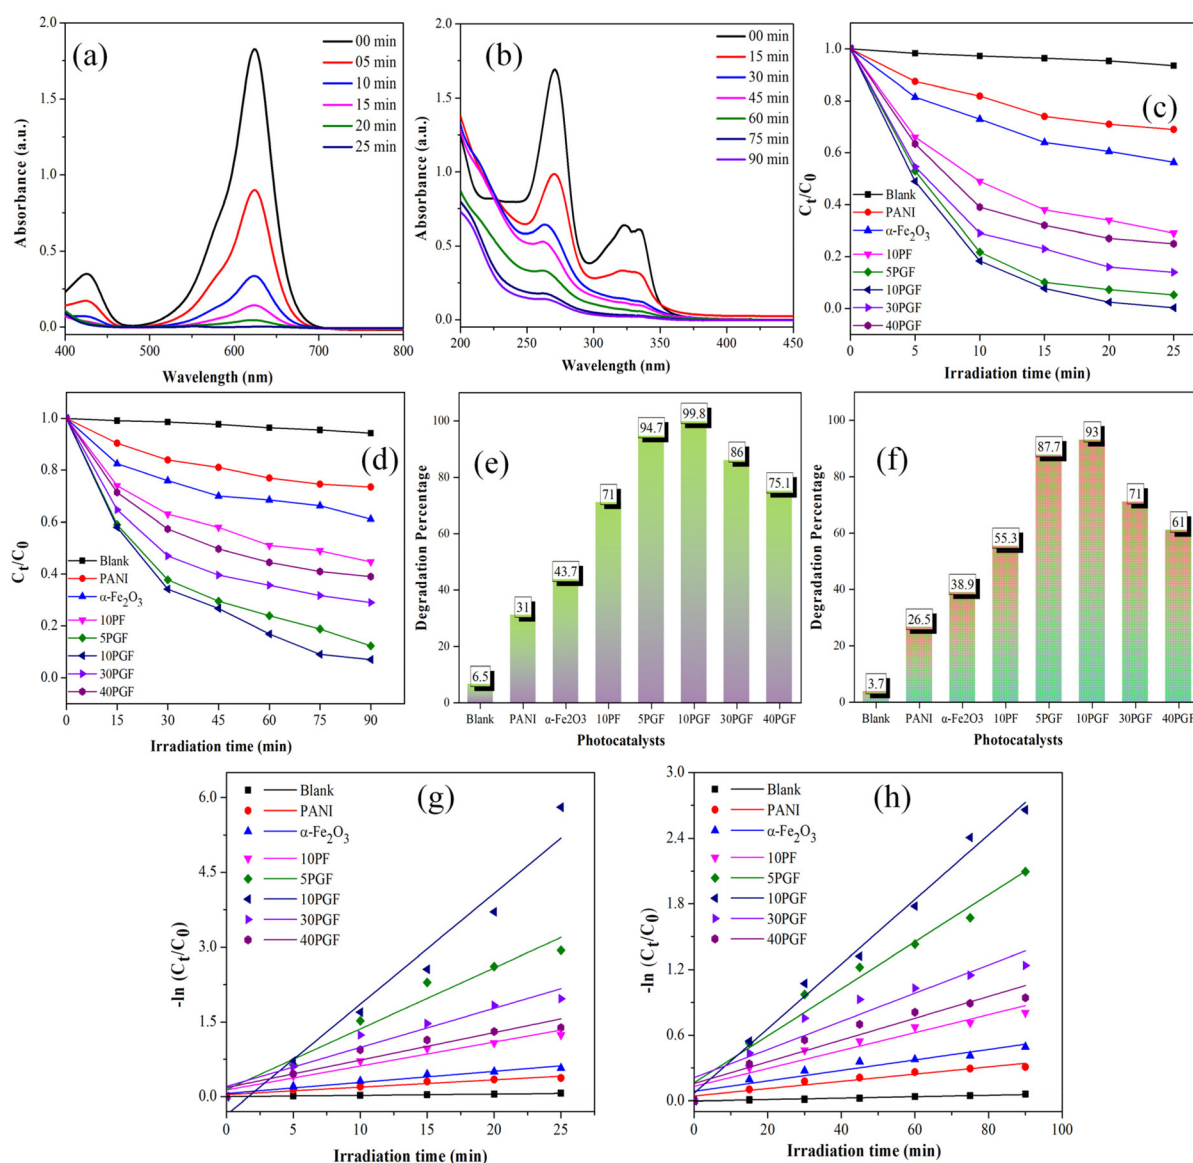 (a)
00 min
05 min
10 min
15 min
20 min
25 min
2.0
1.5
1.0
0.5
0.0
Absorbance (a.u.)
400 500 600 700 800
Wavelength (nm)
(b)
00 min
15 min
30 min
45 min
60 min
75 min
90 min
2.0
1.5
1.0
0.5
0.0
Absorbance (a.u.)
200 250 300 350 400 450
Wavelength (nm)
(c)
1.0
0.8
0.6
0.4
0.2
0.0
Ct/C0
Blank
PANI
α-Fe2O3
10PF
5PGF
10PGF
30PGF
40PGF
0 5 10 15 20 25
Irradiation time (min)
(d)
1.0
0.8
0.6
0.4
0.2
0.0
Ct/C0
Blank
PANI
α-Fe2O3
10PF
5PGF
10PGF
30PGF
40PGF
0 15 30 45 60 75 90
Irradiation time (min)
(e)
100
80
60
40
20
0
Degradation Percentage
6.5 31 43.7 71 94.7 99.8 86 75.1
Blank PANI α-Fe2O3 10PF 5PGF 10PGF 30PGF 40PGF
Photocatalysts
(f)
100
80
60
40
20
0
Degradation Percentage
3.7 26.5 38.9 55.3 87.7 93 71 61
Blank PANI α-Fe2O3 10PF 5PGF 10PGF 30PGF 40PGF
Photocatalysts
(g)
6.0
4.5
3.0
1.5
0.0
-ln (Ct/C0)
Blank
PANI
α-Fe2O3
10PF
5PGF
10PGF
30PGF
40PGF
0 5 10 15 20 25
Irradiation time (min)
(h)
3.0
2.4
1.8
1.2
0.6
0.0
-ln (Ct/C0)
Blank
PANI
α-Fe2O3
10PF
5PGF
10PGF
30PGF
40PGF
0 20 40 60 80 100
Irradiation time (min)